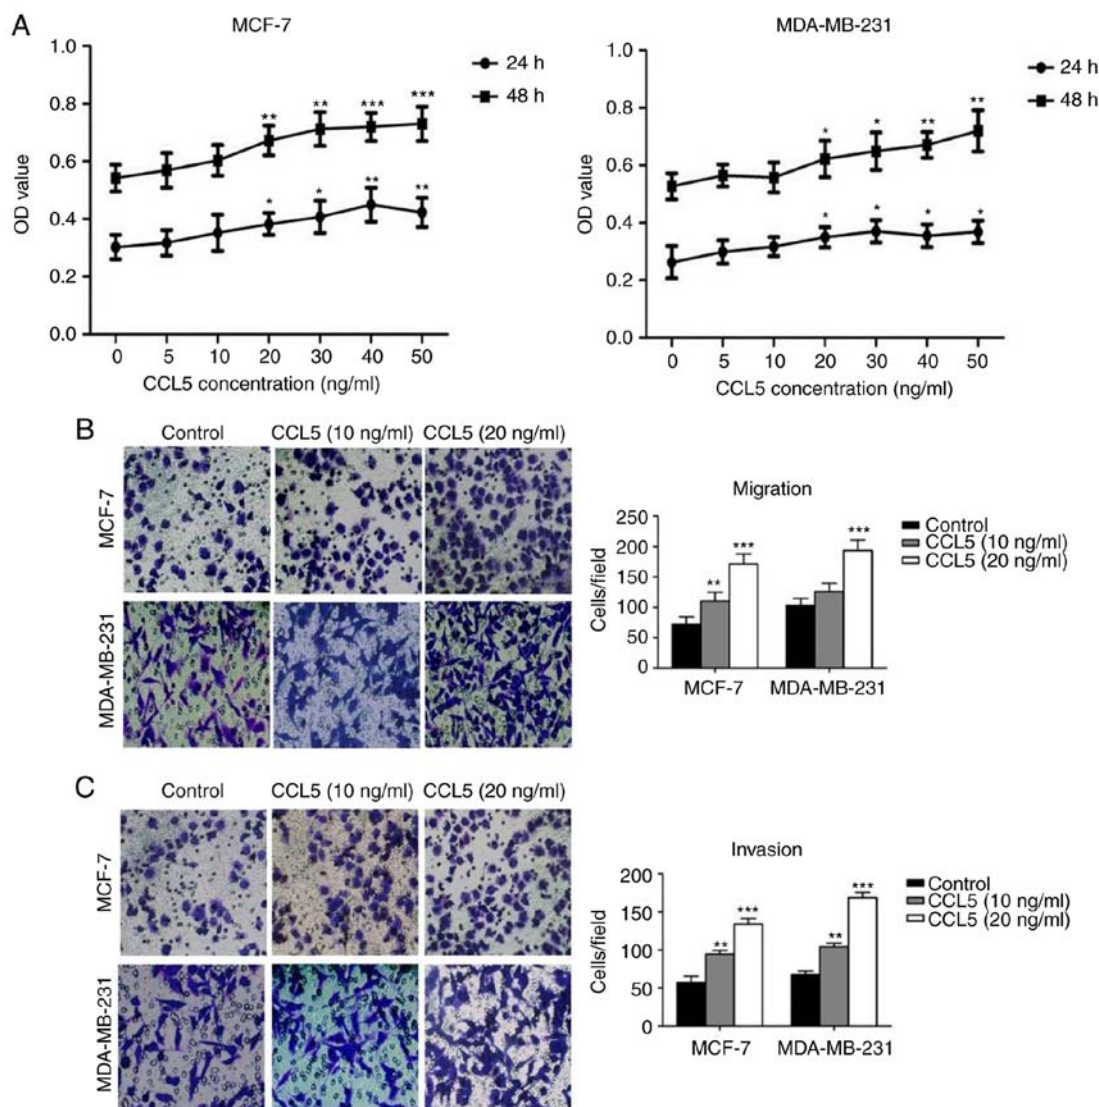 A
MCF-7
1.0
0.8
0.6
0.4
0.2
0.0
OD value
** ** *** ***
* * ** **
0 5 10 20 30 40 50
CCL5 concentration (ng/ml)
24 h
48 h
MDA-MB-231
1.0
0.8
0.6
0.4
0.2
0.0
OD value
* * ** **
* * * *
0 5 10 20 30 40 50
CCL5 concentration (ng/ml)
24 h
48 h
B
Control CCL5 (10 ng/ml) CCL5 (20 ng/ml)
MCF-7
MDA-MB-231
Migration
250
200
150
100
50
0
Cells/field
** *** ***
MCF-7 MDA-MB-231
Control
CCL5 (10 ng/ml)
CCL5 (20 ng/ml)
C
Control CCL5 (10 ng/ml) CCL5 (20 ng/ml)
MCF-7
MDA-MB-231
Invasion
200
150
100
50
0
Cells/field
** *** ** ***
MCF-7 MDA-MB-231
Control
CCL5 (10 ng/ml)
CCL5 (20 ng/ml)